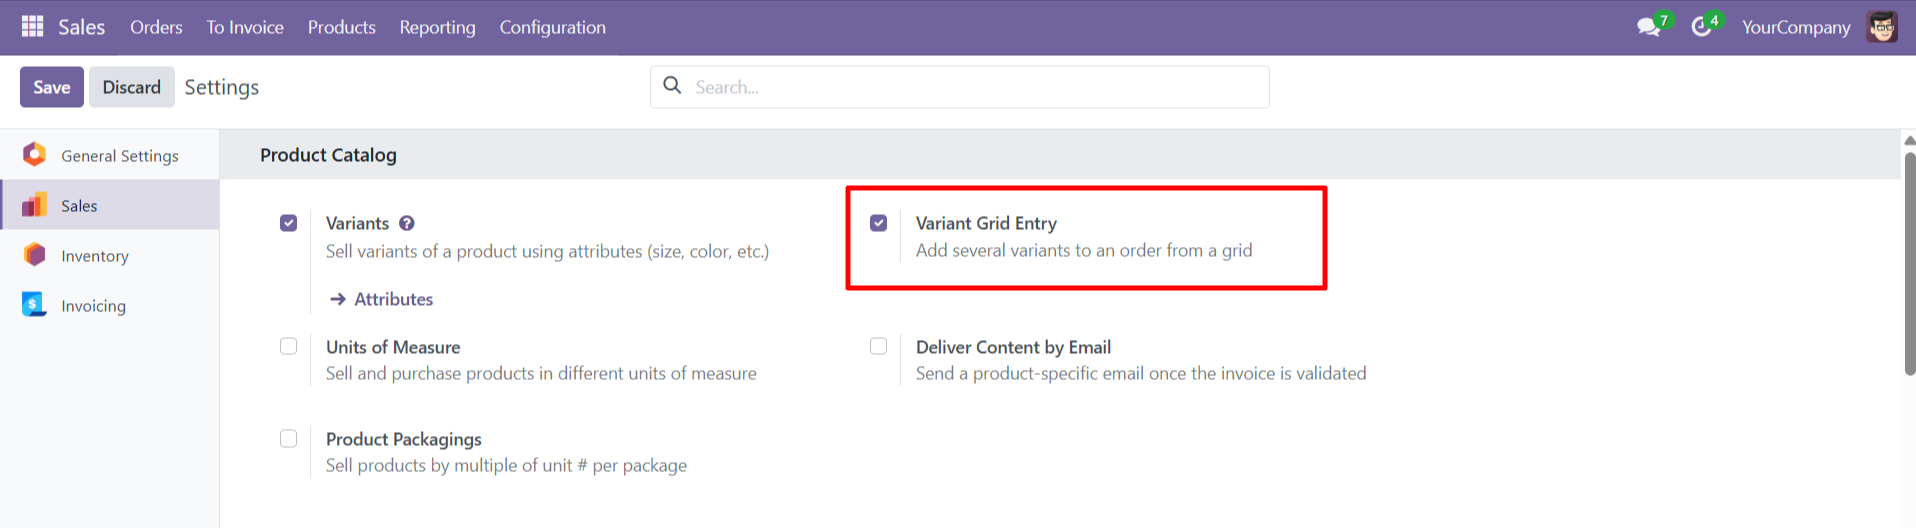 Sales Orders To Invoice Products Reporting Configuration 7 4 YourCompany
Save Discard Settings Search...
General Settings
Sales
Inventory
Invoicing
Product Catalog
Variants ?
Sell variants of a product using attributes (size, color, etc.)
→ Attributes
Variant Grid Entry
Add several variants to an order from a grid
Units of Measure
Sell and purchase products in different units of measure
Deliver Content by Email
Send a product-specific email once the invoice is validated
Product Packagings
Sell products by multiple of unit # per package